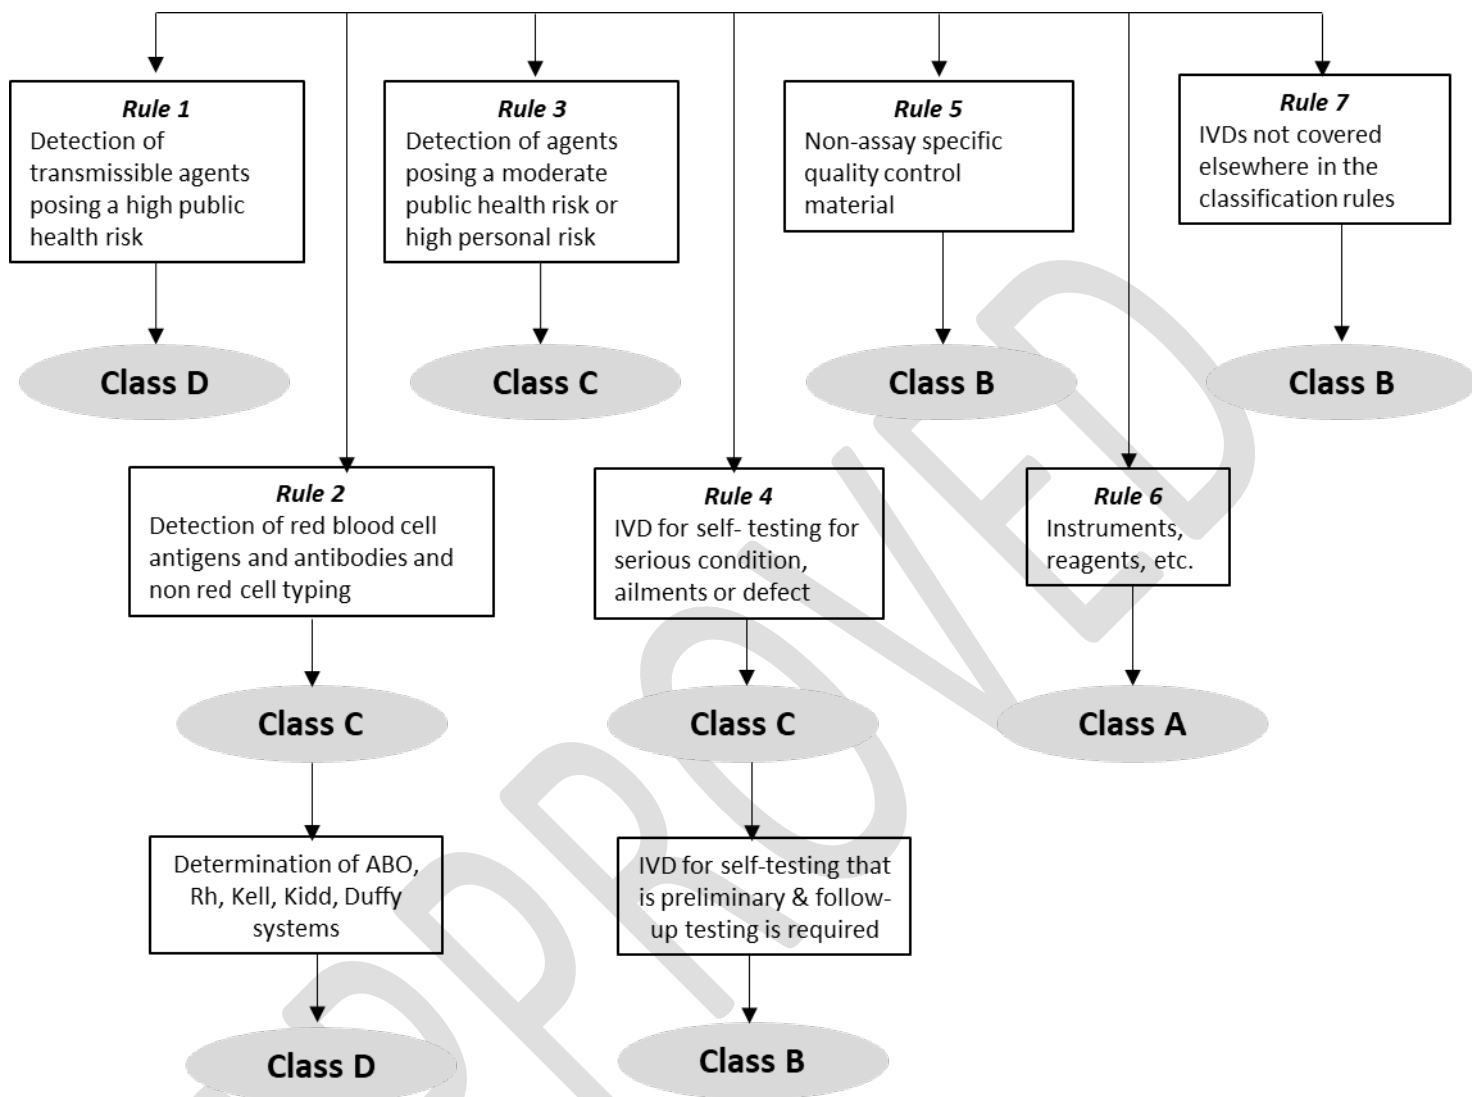 Rule 1
Detection of
transmissible agents
posing a high public
health risk
Class D
Rule 3
Detection of agents
posing a moderate
public health risk or
high personal risk
Class C
Rule 5
Non-assay specific
quality control
material
Class B
Rule 7
IVDs not covered
elsewhere in the
classification rules
Class B
Rule 2
Detection of red blood cell
antigens and antibodies and
non red cell typing
Class C
Determination of ABO,
Rh, Kell, Kidd, Duffy
systems
Class D
Rule 4
IVD for self- testing for
serious condition,
ailments or defect
Class C
IVD for self-testing that
is preliminary & follow-
up testing is required
Class B
Rule 6
Instruments,
reagents, etc.
Class A
PPROVED